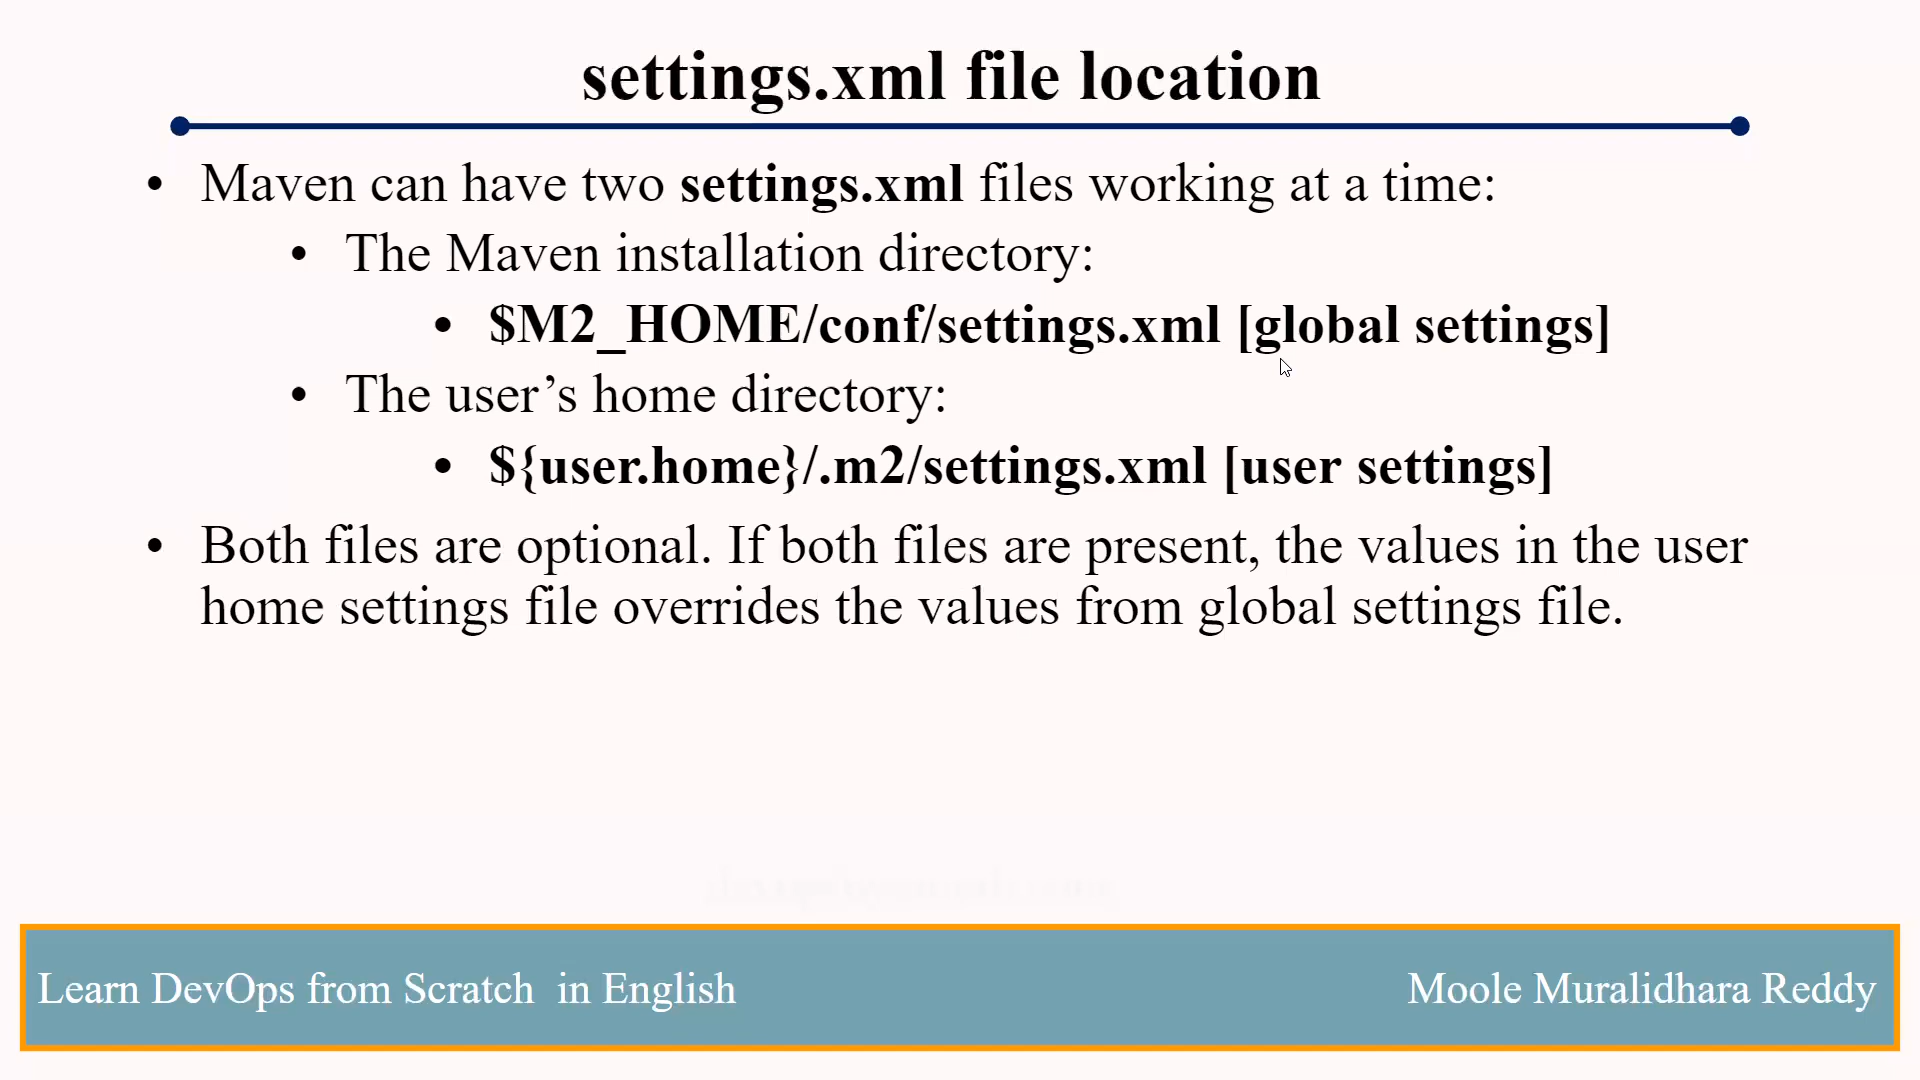 settings.xml file location
• Maven can have two settings.xml files working at a time:
• The Maven installation directory:
• $M2_HOME/conf/settings.xml [global settings]
• The user’s home directory:
• ${user.home}/.m2/settings.xml [user settings]
• Both files are optional. If both files are present, the values in the user
home settings file overrides the values from global settings file.
Learn DevOps from Scratch in English
Moole Muralidhara Reddy